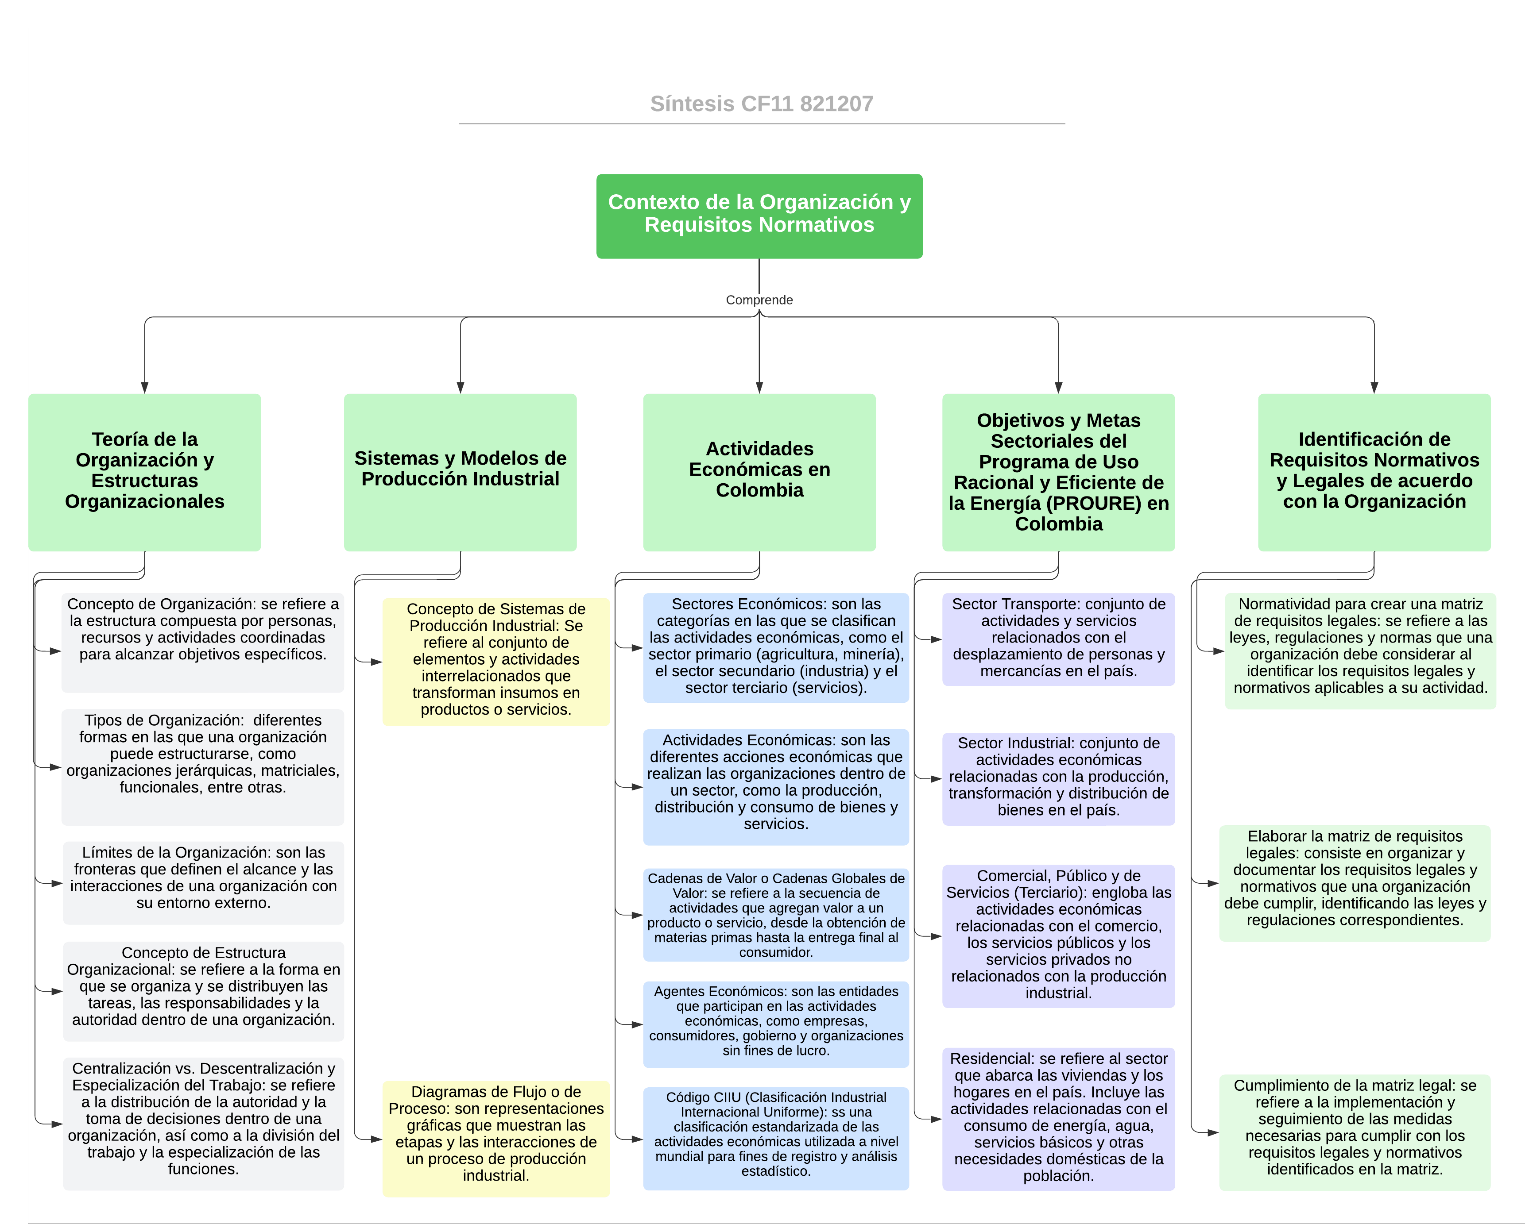 Síntesis CF11 821207
Contexto de la Organización y
Requisitos Normativos
Comprende
Teoría de la
Organización y
Estructuras
Organizacionales
Concepto de Organización: se refiere a
la estructura compuesta por personas,
recursos y actividades coordinadas
para alcanzar objetivos específicos.
Tipos de Organización:  diferentes
formas en las que una organización
puede estructurarse, como
organizaciones jerárquicas, matriciales,
funcionales, entre otras.
Límites de la Organización: son las
fronteras que definen el alcance y las
interacciones de una organización con
su entorno externo.
Concepto de Estructura
Organizacional: se refiere a la forma en
que se organiza y se distribuyen las
tareas, las responsabilidades y la
autoridad dentro de una organización.
Centralización vs. Descentralización y
Especialización del Trabajo: se refiere
a la distribución de la autoridad y la
toma de decisiones dentro de una
organización, así como a la división del
trabajo y la especialización de las
funciones.
Sistemas y Modelos de
Producción Industrial
Concepto de Sistemas de
Producción Industrial: Se
refiere al conjunto de
elementos y actividades
interrelacionados que
transforman insumos en
productos o servicios.
Diagramas de Flujo o de
Proceso: son representaciones
gráficas que muestran las
etapas y las interacciones de
un proceso de producción
industrial.
Actividades
Económicas en
Colombia
Sectores Económicos: son las
categorías en las que se clasifican
las actividades económicas, como el
sector primario (agricultura, minería),
el sector secundario (industria) y el
sector terciario (servicios).
Actividades Económicas: son las
diferentes acciones económicas que
realizan las organizaciones dentro de
un sector, como la producción,
distribución y consumo de bienes y
servicios.
Cadenas de Valor o Cadenas Globales de
Valor: se refiere a la secuencia de
actividades que agregan valor a un
producto o servicio, desde la obtención de
materias primas hasta la entrega final al
consumidor.
Agentes Económicos: son las entidades
que participan en las actividades
económicas, como empresas,
consumidores, gobierno y organizaciones
sin fines de lucro.
Código CIIU (Clasificación Industrial
Internacional Uniforme): ss una
clasificación estandarizada de las
actividades económicas utilizada a nivel
mundial para fines de registro y análisis
estadístico.
Objetivos y Metas
Sectoriales del
Programa de Uso
Racional y Eficiente de
la Energía (PROURE) en
Colombia
Sector Transporte: conjunto de
actividades y servicios
relacionados con el
desplazamiento de personas y
mercancías en el país.
Sector Industrial: conjunto de
actividades económicas
relacionadas con la producción,
transformación y distribución de
bienes en el país.
Comercial, Público y de
Servicios (Terciario): engloba las
actividades económicas
relacionadas con el comercio,
los servicios públicos y los
servicios privados no
relacionados con la producción
industrial.
Residencial: se refiere al sector
que abarca las viviendas y los
hogares en el país. Incluye las
actividades relacionadas con el
consumo de energía, agua,
servicios básicos y otras
necesidades domésticas de la
población.
Identificación de
Requisitos Normativos
y Legales de acuerdo
con la Organización
Normatividad para crear una matriz
de requisitos legales: se refiere a las
leyes, regulaciones y normas que una
organización debe considerar al
identificar los requisitos legales y
normativos aplicables a su actividad.
Elaborar la matriz de requisitos
legales: consiste en organizar y
documentar los requisitos legales y
normativos que una organización
debe cumplir, identificando las leyes y
regulaciones correspondientes.
Cumplimiento de la matriz legal: se
refiere a la implementación y
seguimiento de las medidas
necesarias para cumplir con los
requisitos legales y normativos
identificados en la matriz.